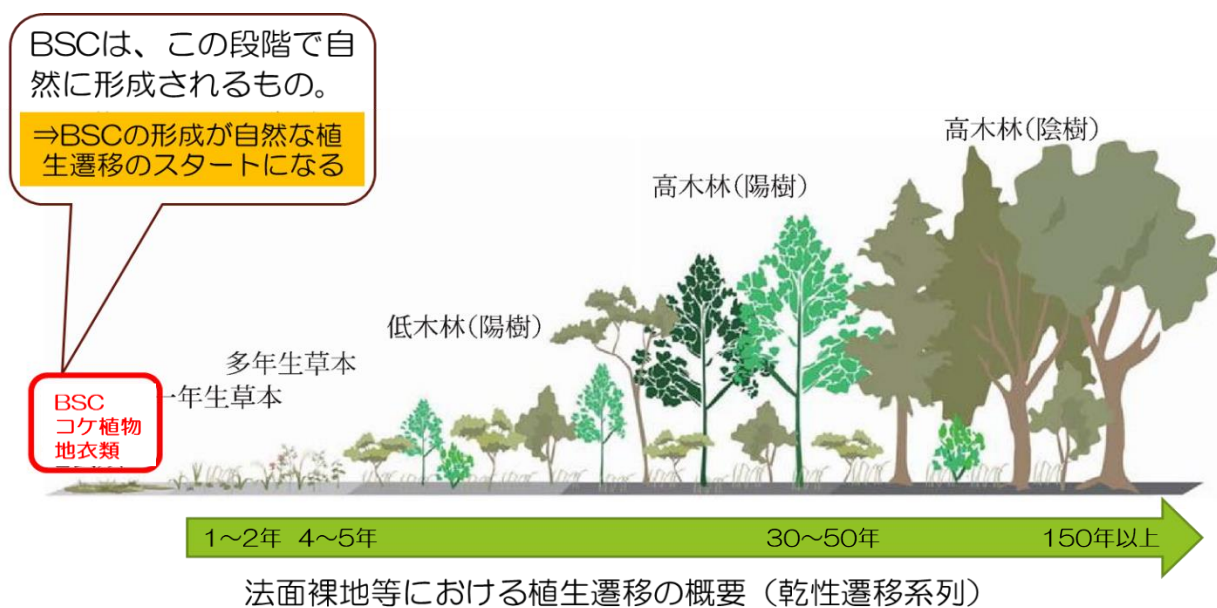 BSCは、この段階で自
然に形成されるもの。
⇒BSCの形成が自然な植
生遷移のスタートになる
高木林(陰樹)
高木林(陽樹)
低木林(陽樹)
多年生草本
一年生草本
BSC
コケ植物
地衣類
1～2年 4～5年 30～50年 150年以上
法面裸地等における植生遷移の概要（乾性遷移系列）